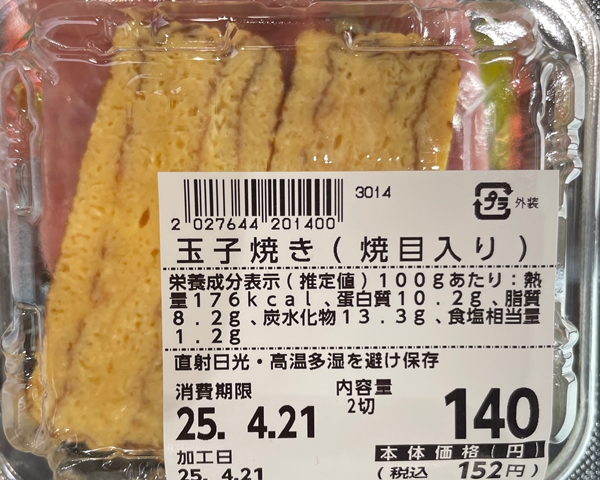 3014
2 027644 201400
プラ 外装
玉子焼き(焼目入り)
栄養成分表示(推定値)100gあたり:熱
量176kcal、蛋白質10.2g、脂質
8.2g、炭水化物13.3g、食塩相当量
1.2g
直射日光・高温多湿を避け保存
消費期限 内容量
2切
25. 4.21 140
加工日 本体価格(円)
25. 4.21 (税込 152円)